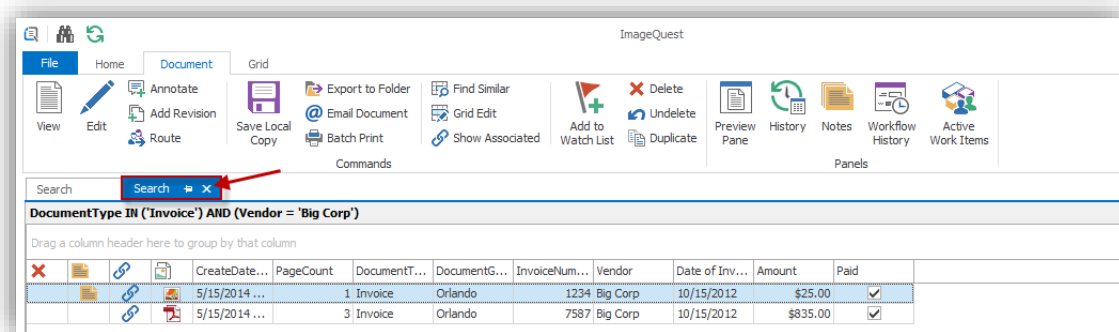 ImageQuest
File Home Document Grid
View
Edit
Annotate
Add Revision
Route
Save Local
Copy
Export to Folder
@ Email Document
Batch Print
Find Similar
Grid Edit
Show Associated
Add to
Watch List
Delete
Undelete
Duplicate
Commands
Preview
Pane
History
Notes
Workflow
History
Active
Work Items
Panels
Search Search
DocumentType IN ('Invoice') AND (Vendor = 'Big Corp')
Drag a column header here to group by that column
CreateDate... PageCount DocumentT... DocumentG... InvoiceNum... Vendor Date of Inv... Amount Paid
5/15/2014 ... 1 Invoice Orlando 1234 Big Corp 10/15/2012 $25.00
5/15/2014 ... 3 Invoice Orlando 7587 Big Corp 10/15/2012 $835.00